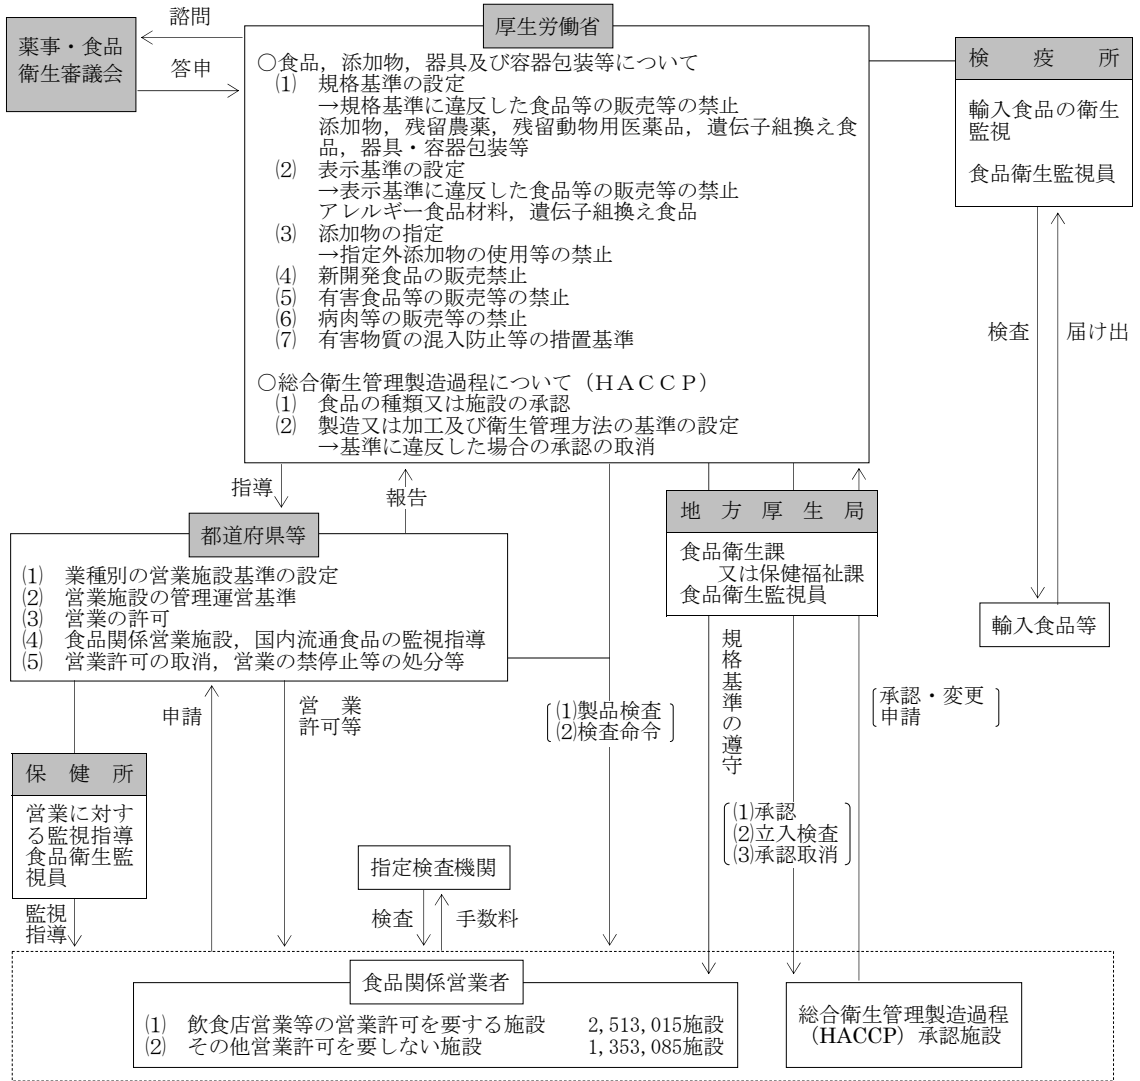 諮問
厚生労働省
薬事・食品
衛生審議会
答申
○食品，添加物，器具及び容器包装等について
⑴ 規格基準の設定
→規格基準に違反した食品等の販売等の禁止
添加物，残留農薬，残留動物用医薬品，遺伝子組換え食
品，器具・容器包装等
⑵ 表示基準の設定
→表示基準に違反した食品等の販売等の禁止
アレルギー食品材料，遺伝子組換え食品
⑶ 添加物の指定
→指定外添加物の使用等の禁止
⑷ 新開発食品の販売禁止
⑸ 有害食品等の販売等の禁止
⑹ 病肉等の販売等の禁止
⑺ 有害物質の混入防止等の措置基準
○総合衛生管理製造過程について（ＨＡＣＣＰ）
⑴ 食品の種類又は施設の承認
⑵ 製造又は加工及び衛生管理方法の基準の設定
→基準に違反した場合の承認の取消
検疫所
輸入食品の衛生
監視
食品衛生監視員
検査
届け出
輸入食品等
指導
報告
都道府県等
⑴ 業種別の営業施設基準の設定
⑵ 営業施設の管理運営基準
⑶ 営業の許可
⑷ 食品関係営業施設，国内流通食品の監視指導
⑸ 営業許可の取消，営業の禁停止等の処分等
地方厚生局
食品衛生課
又は保健福祉課
食品衛生監視員
申請
営業
許可等
⑴製品検査
⑵検査命令
規格基準の遵守
承認・変更
申請
保健所
営業に対す
る監視指導
食品衛生監
視員
監視
指導
⑴承認
⑵立入検査
⑶承認取消
指定検査機関
検査
手数料
食品関係営業者
⑴ 飲食店営業等の営業許可を要する施設 2,513,015施設
⑵ その他営業許可を要しない施設 1,353,085施設
総合衛生管理製造過程
（HACCP）承認施設